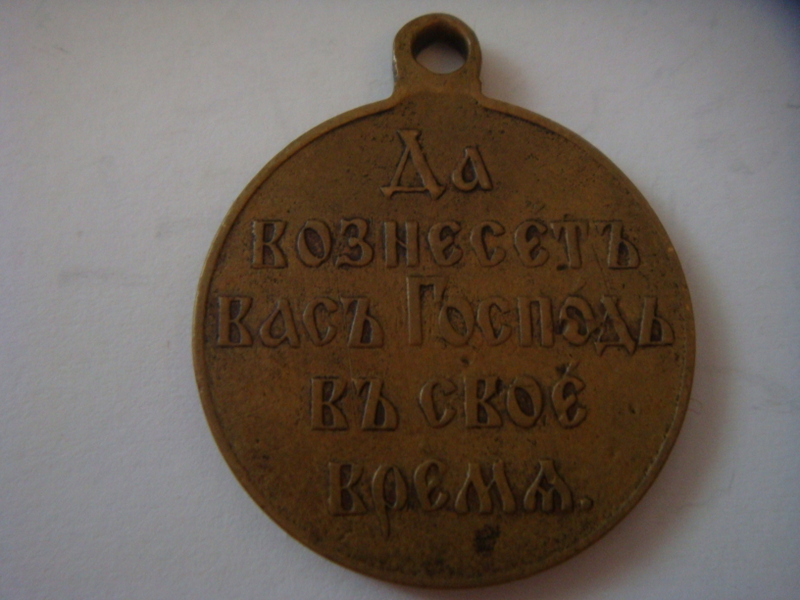 Да
вознесетъ
васъ Господь
въ свое
время.